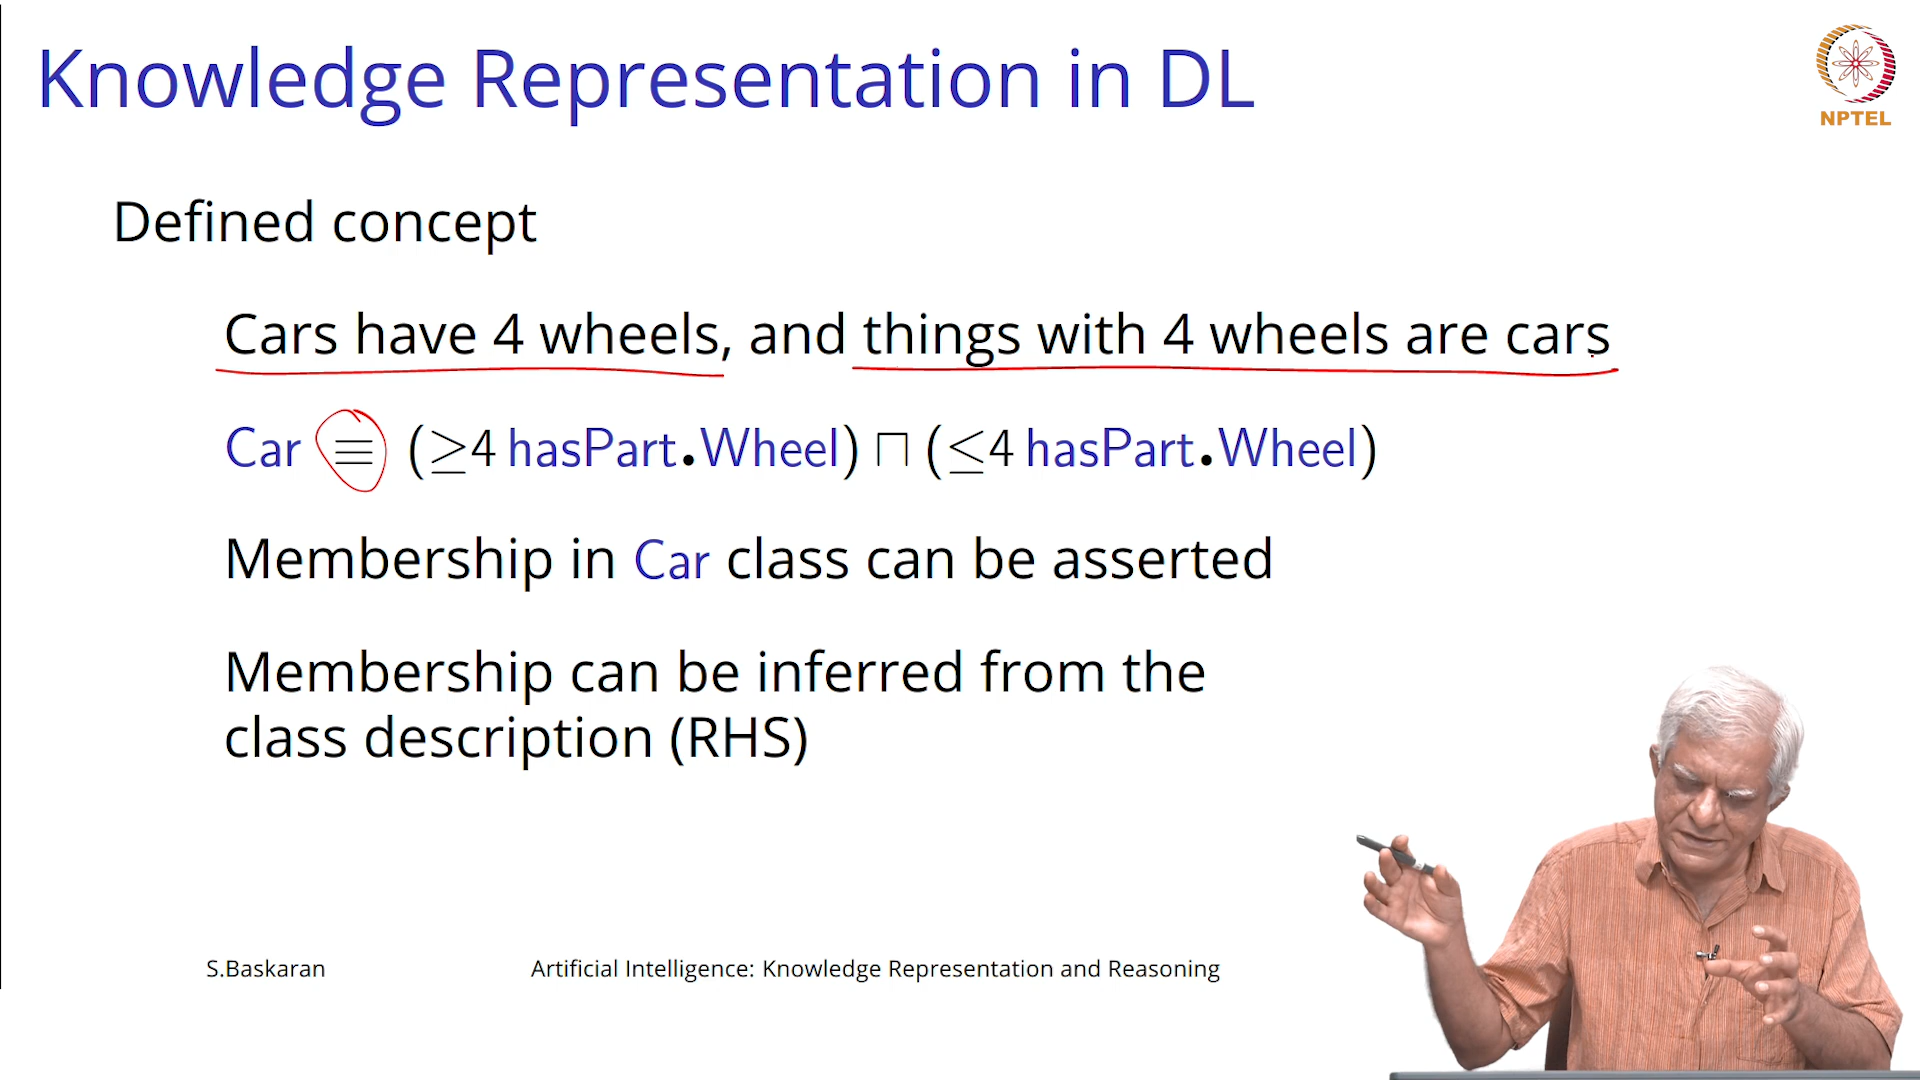 Knowledge Representation in DL
NPTEL
Defined concept
Cars have 4 wheels, and things with 4 wheels are cars
Car ≡ (≥4 hasPart.Wheel) ⊓ (≤4 hasPart.Wheel)
Membership in Car class can be asserted
Membership can be inferred from the
class description (RHS)
S.Baskaran
Artificial Intelligence: Knowledge Representation and Reasoning